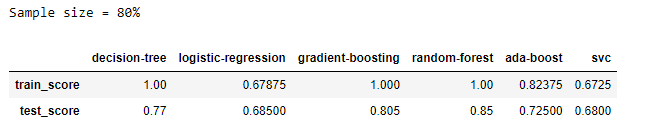 Sample size = 80%
decision-tree logistic-regression gradient-boosting random-forest ada-boost svc
train_score 1.00 0.67875 1.000 1.00 0.82375 0.6725
test_score 0.77 0.68500 0.805 0.85 0.72500 0.6800